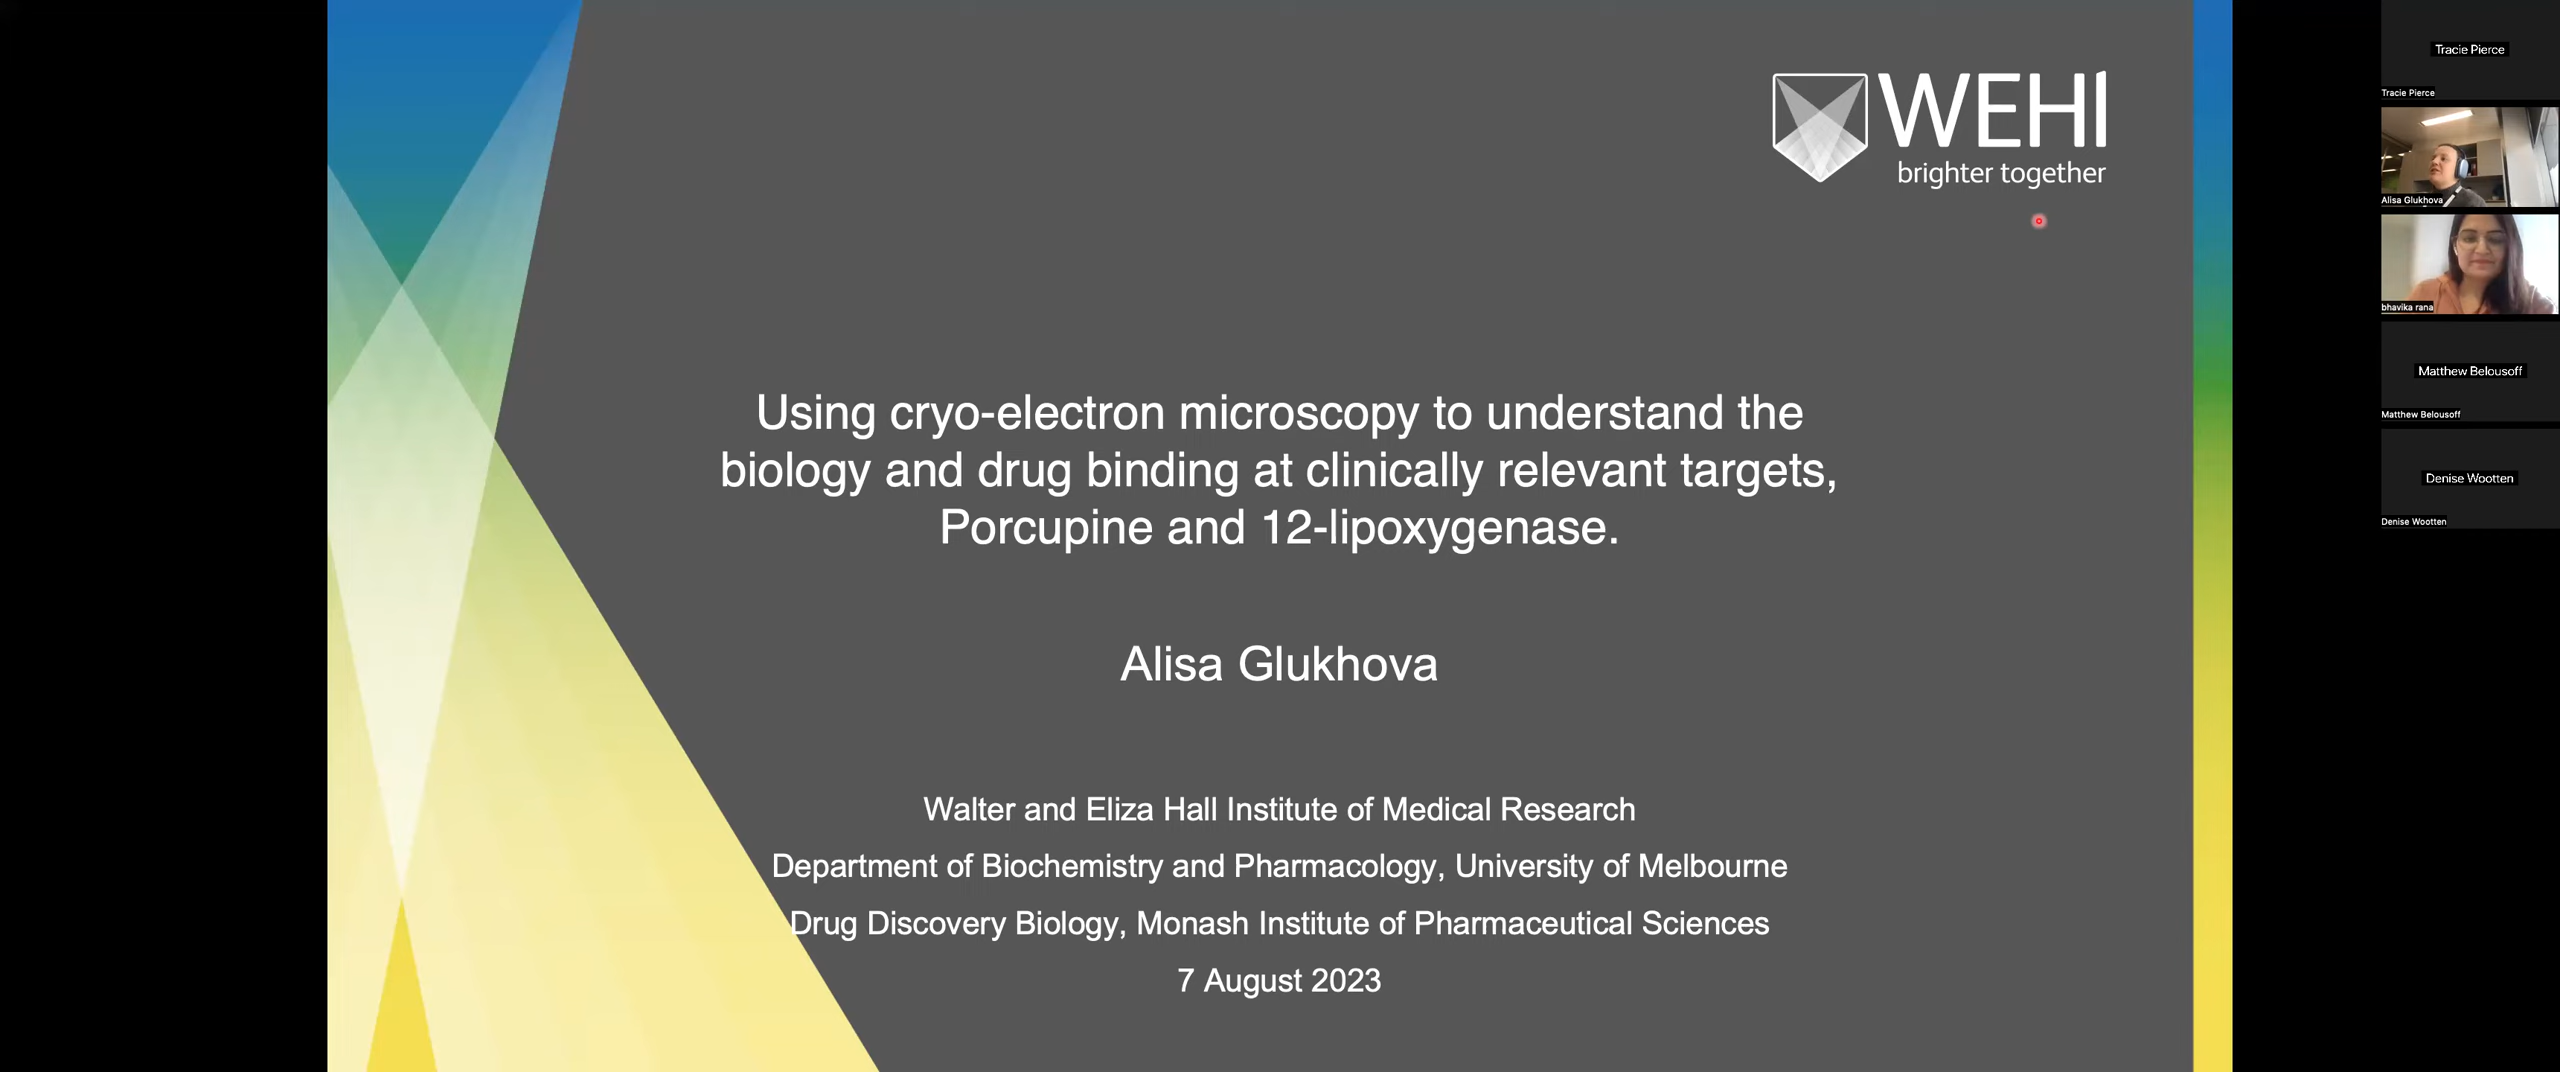 WEHI
brighter together
Using cryo-electron microscopy to understand the
biology and drug binding at clinically relevant targets,
Porcupine and 12-lipoxygenase.
Alisa Glukhova
Walter and Eliza Hall Institute of Medical Research
Department of Biochemistry and Pharmacology, University of Melbourne
Drug Discovery Biology, Monash Institute of Pharmaceutical Sciences
7 August 2023
Tracie Pierce
Tracie Pierce
Alisa Glukhova
bhavika rana
Matthew Belousoff
Matthew Belousoff
Denise Wootten
Denise Wootten